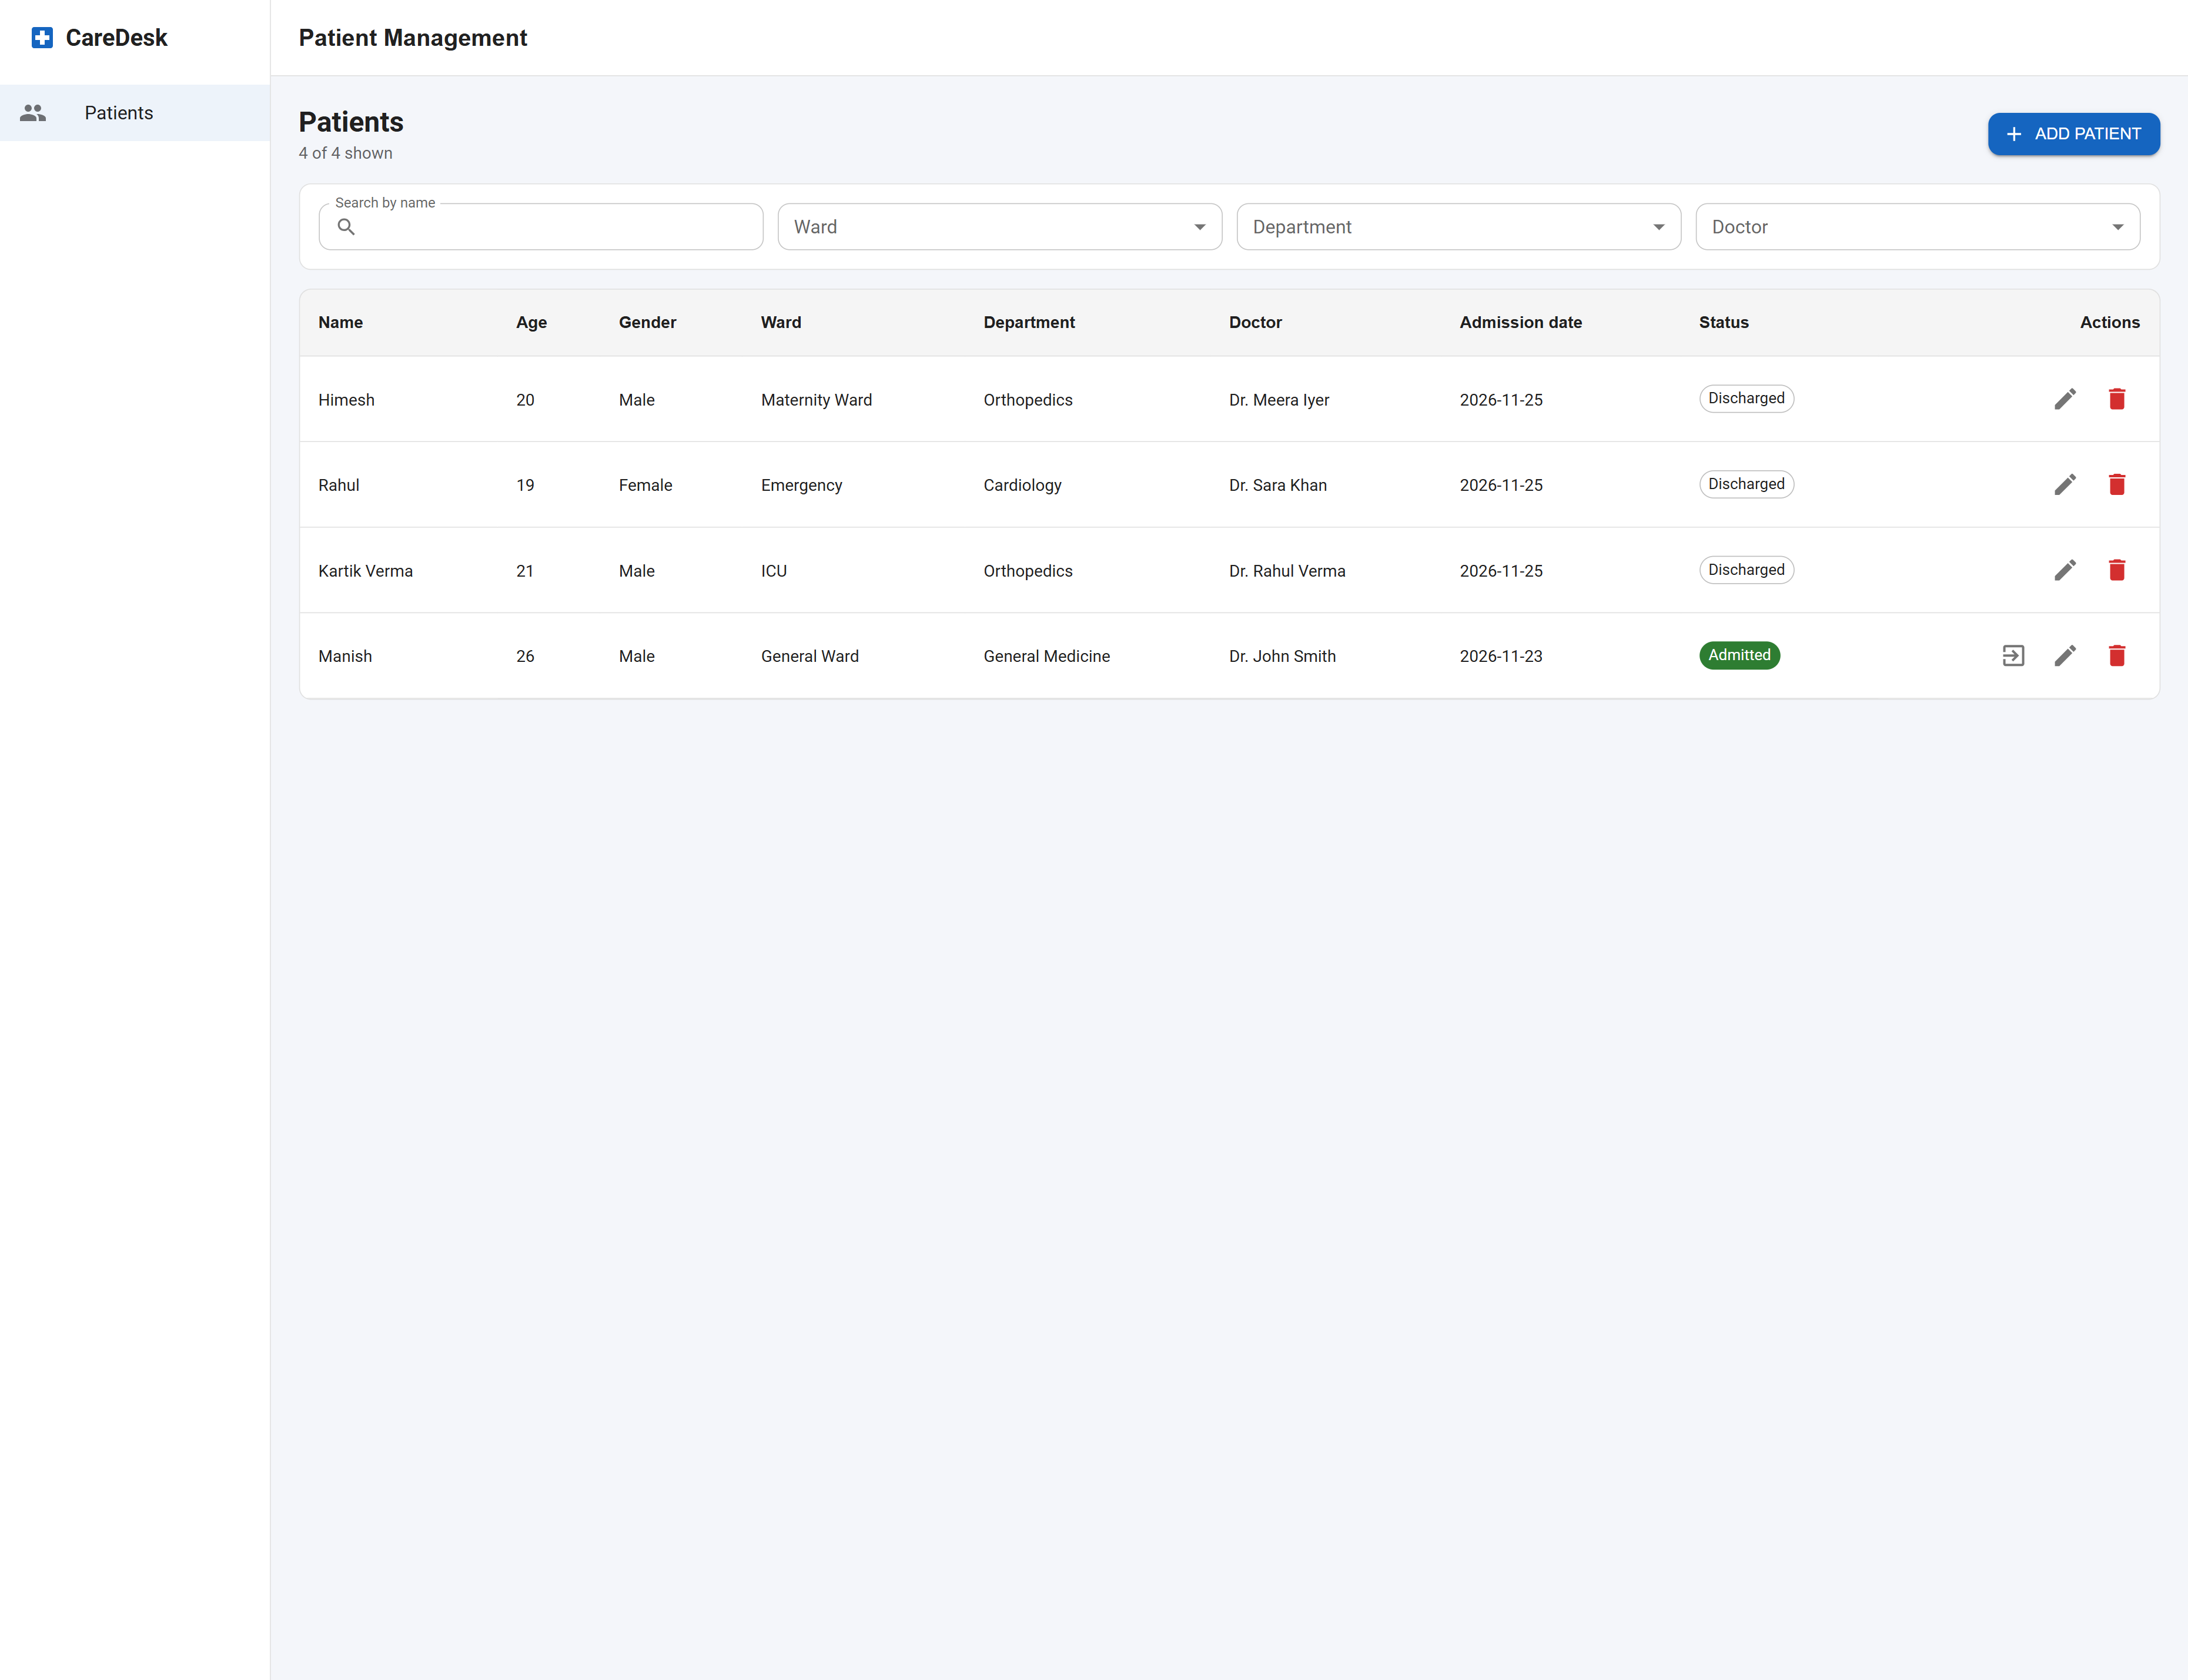 CareDesk
Patient Management
Patients
Patients
4 of 4 shown
ADD PATIENT
Search by name
Ward Department Doctor
Name Age Gender Ward Department Doctor Admission date Status Actions
Himesh 20 Male Maternity Ward Orthopedics Dr. Meera Iyer 2026-11-25 Discharged
Rahul 19 Female Emergency Cardiology Dr. Sara Khan 2026-11-25 Discharged
Kartik Verma 21 Male ICU Orthopedics Dr. Rahul Verma 2026-11-25 Discharged
Manish 26 Male General Ward General Medicine Dr. John Smith 2026-11-23 Admitted